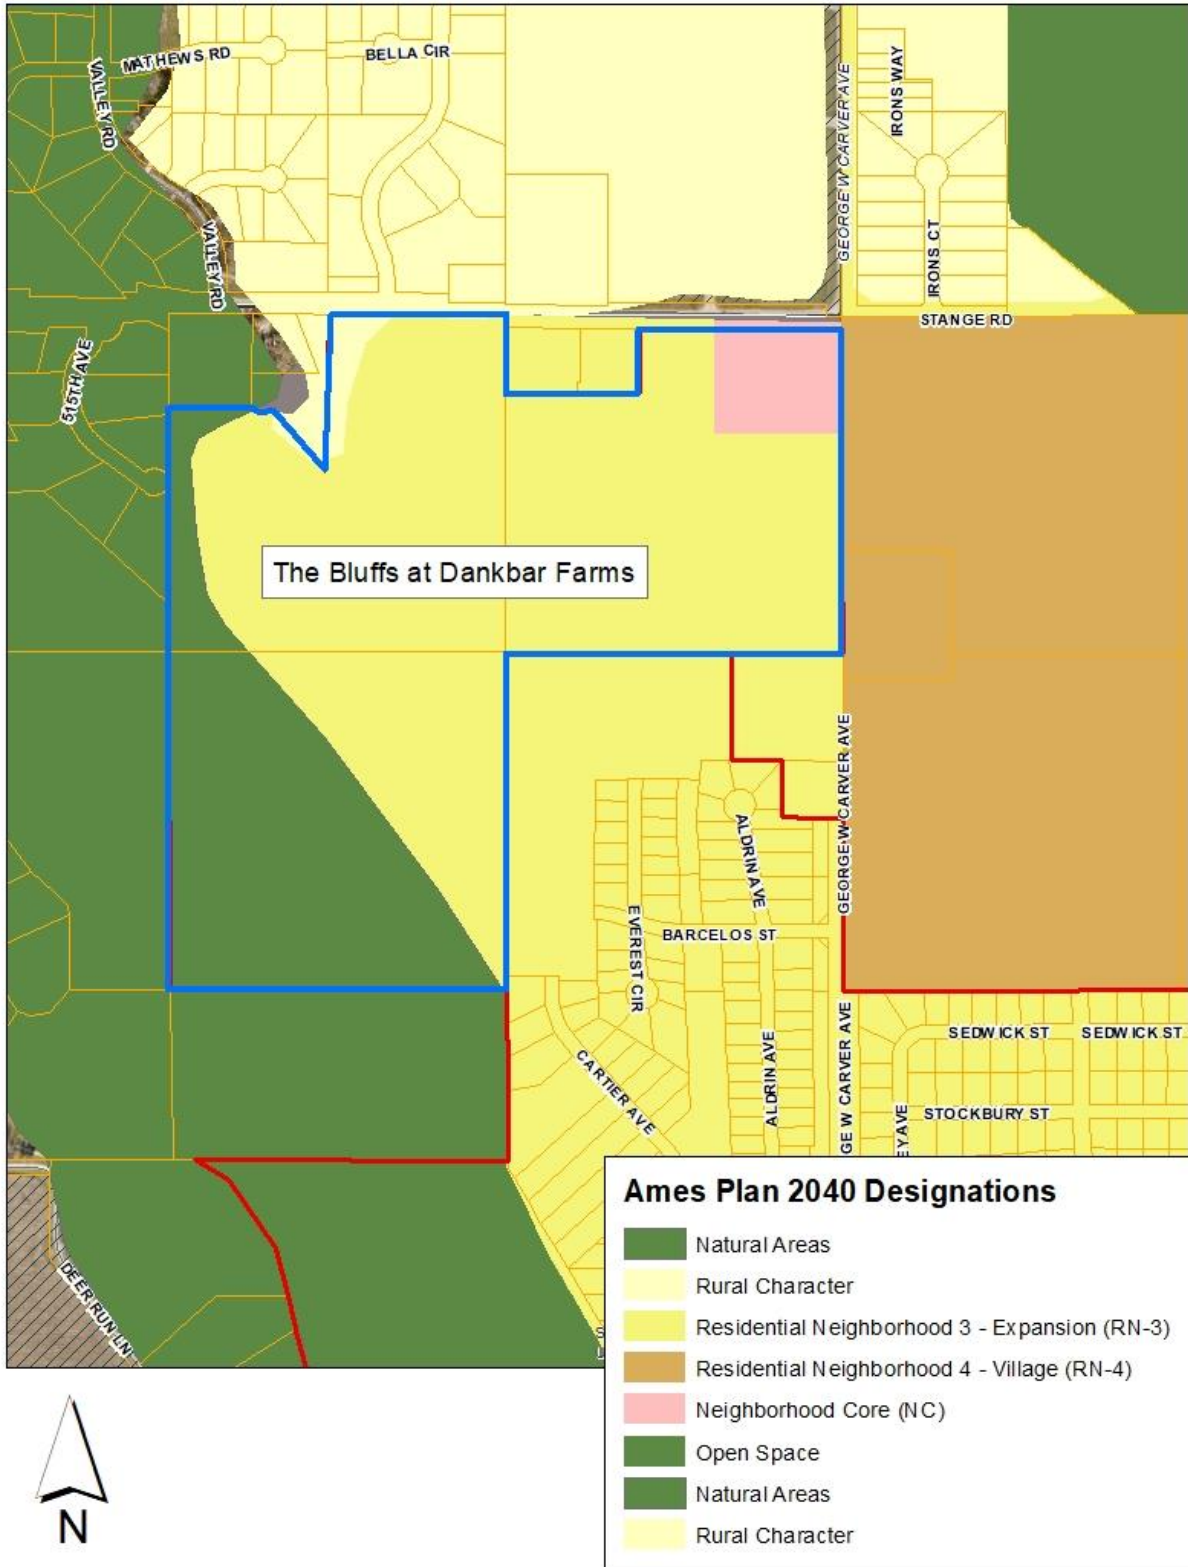 MATHEWS RD
BELLA CIR
VALLEY RD
GEORGE W CARVER AVE
IRONS WAY
VALLEY RD
IRONS CT
STANGE RD
515TH AVE
The Bluffs at Dankbar Farms
GEORGE W CARVER AVE
ALDRIN AVE
EVEREST CIR
BARCELOS ST
SEDWICK ST
SEDWICK ST
CARTIER AVE
ALDRIN AVE
GE W CARVER AVE
EY AVE
STOCKBURY ST
DEER RUN LN
Ames Plan 2040 Designations
Natural Areas
Rural Character
Residential Neighborhood 3 - Expansion (RN-3)
Residential Neighborhood 4 - Village (RN-4)
Neighborhood Core (NC)
Open Space
Natural Areas
Rural Character
N